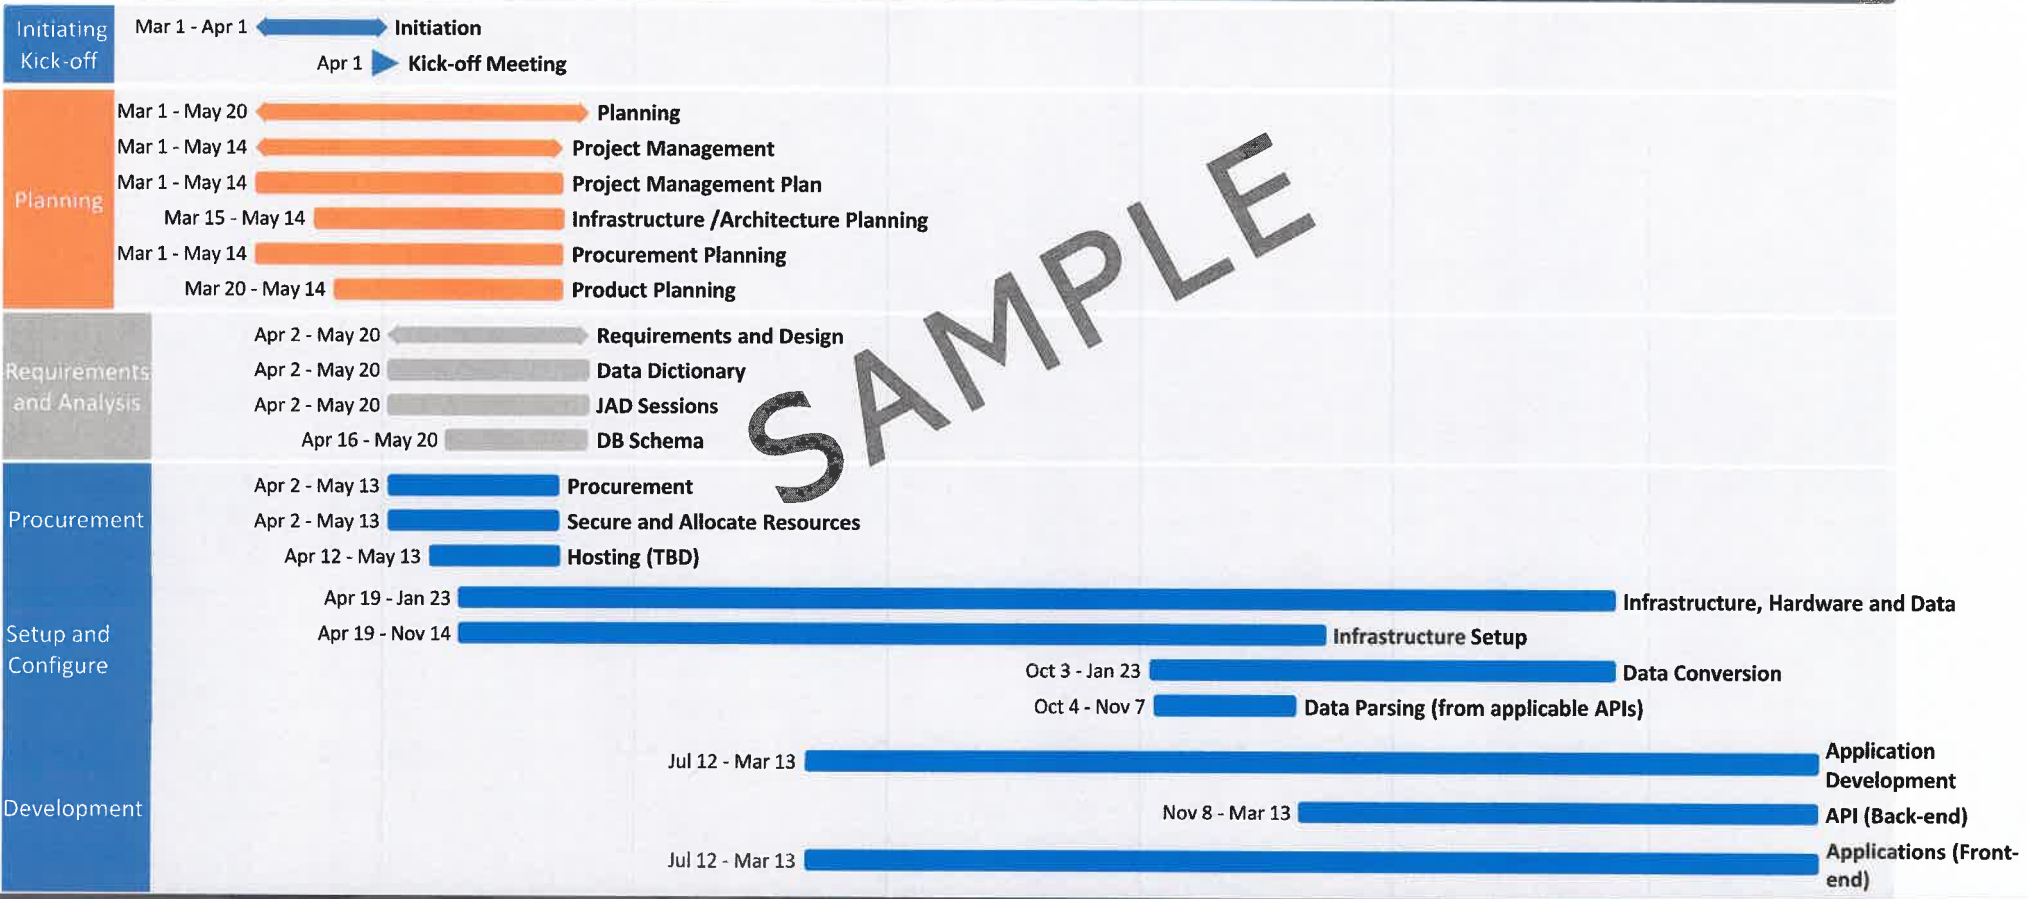 Initiating
Kick-off
Mar 1 - Apr 1 Initiation
Apr 1 Kick-off Meeting
Planning
Mar 1 - May 20 Planning
Mar 1 - May 14 Project Management
Mar 1 - May 14 Project Management Plan
Mar 15 - May 14 Infrastructure /Architecture Planning
Mar 1 - May 14 Procurement Planning
Mar 20 - May 14 Product Planning
Requirements
and Analysis
Apr 2 - May 20 Requirements and Design
Apr 2 - May 20 Data Dictionary
Apr 2 - May 20 JAD Sessions
Apr 16 - May 20 DB Schema
SAMPLE
Procurement
Apr 2 - May 13 Procurement
Apr 2 - May 13 Secure and Allocate Resources
Apr 12 - May 13 Hosting (TBD)
Setup and
Configure
Apr 19 - Jan 23 Infrastructure, Hardware and Data
Apr 19 - Nov 14 Infrastructure Setup
Oct 3 - Jan 23 Data Conversion
Oct 4 - Nov 7 Data Parsing (from applicable APIs)
Development
Jul 12 - Mar 13 Application
Development
Nov 8 - Mar 13 API (Back-end)
Jul 12 - Mar 13 Applications (Front-
end)